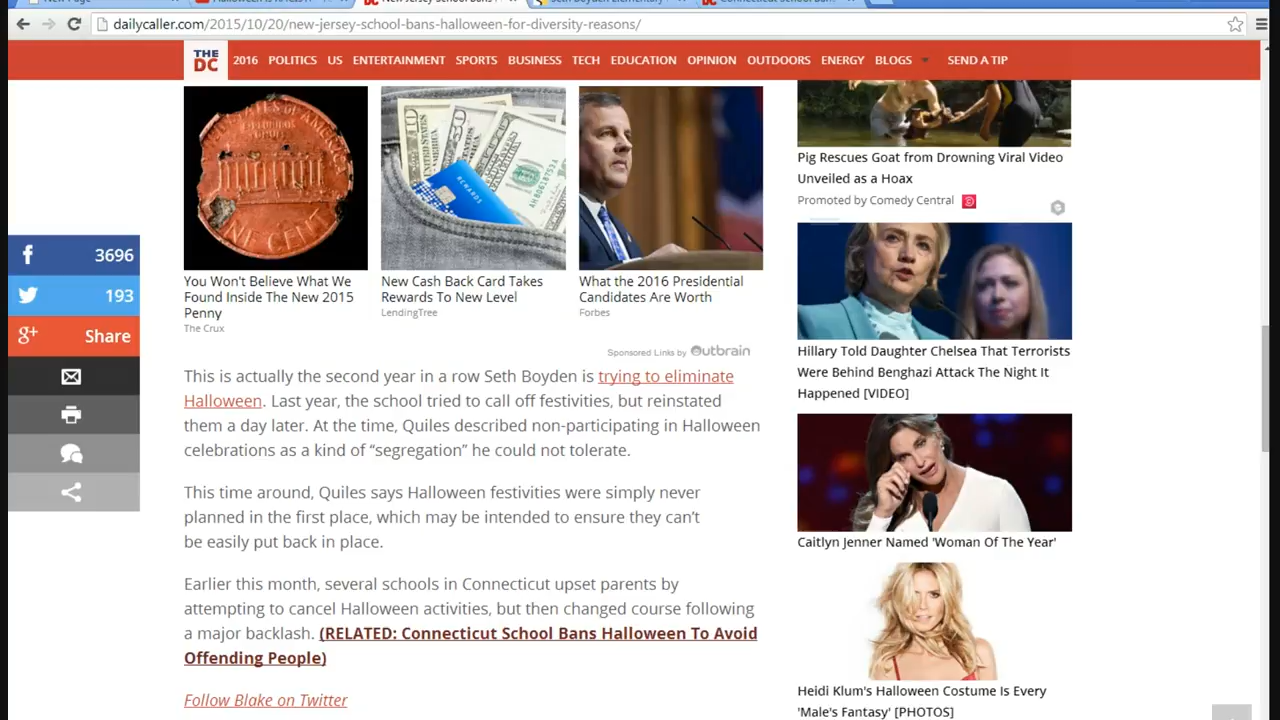 dailycaller.com/2015/10/20/new-jersey-school-bans-halloween-for-diversity-reasons/
THE DC
2016 POLITICS US ENTERTAINMENT SPORTS BUSINESS TECH EDUCATION OPINION OUTDOORS ENERGY BLOGS SEND A TIP
3696
193
Share
You Won't Believe What We
Found Inside The New 2015
Penny
The Crux
New Cash Back Card Takes
Rewards To New Level
LendingTree
What the 2016 Presidential
Candidates Are Worth
Forbes
Sponsored Links by Outbrain
This is actually the second year in a row Seth Boyden is trying to eliminate
Halloween. Last year, the school tried to call off festivities, but reinstated
them a day later. At the time, Quiles described non-participating in Halloween
celebrations as a kind of “segregation” he could not tolerate.
This time around, Quiles says Halloween festivities were simply never
planned in the first place, which may be intended to ensure they can’t
be easily put back in place.
Earlier this month, several schools in Connecticut upset parents by
attempting to cancel Halloween activities, but then changed course following
a major backlash. (RELATED: Connecticut School Bans Halloween To Avoid
Offending People)
Follow Blake on Twitter
Pig Rescues Goat from Drowning Viral Video
Unveiled as a Hoax
Promoted by Comedy Central
Hillary Told Daughter Chelsea That Terrorists
Were Behind Benghazi Attack The Night It
Happened [VIDEO]
Caitlyn Jenner Named 'Woman Of The Year'
Heidi Klum's Halloween Costume Is Every
'Male's Fantasy' [PHOTOS]